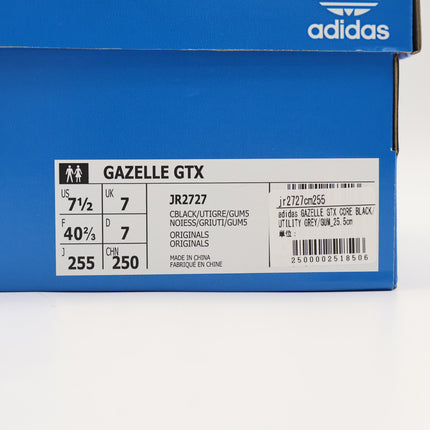 adidas
GAZELLE GTX
US UK
7½ 7
F D
40⅔ 7
J CHN
255 250
JR2727
CBLACK/UTIGRE/GUM5
NOIESS/GRIUTI/GUM5
ORIGINALS
ORIGINALS
MADE IN CHINA
FABRIQUÉ EN CHINE
jr2727cm255
adidas GAZELLE GTX CORE BLACK/
UTILITY GREY/GUM_25.5cm
単位:
2500002518506